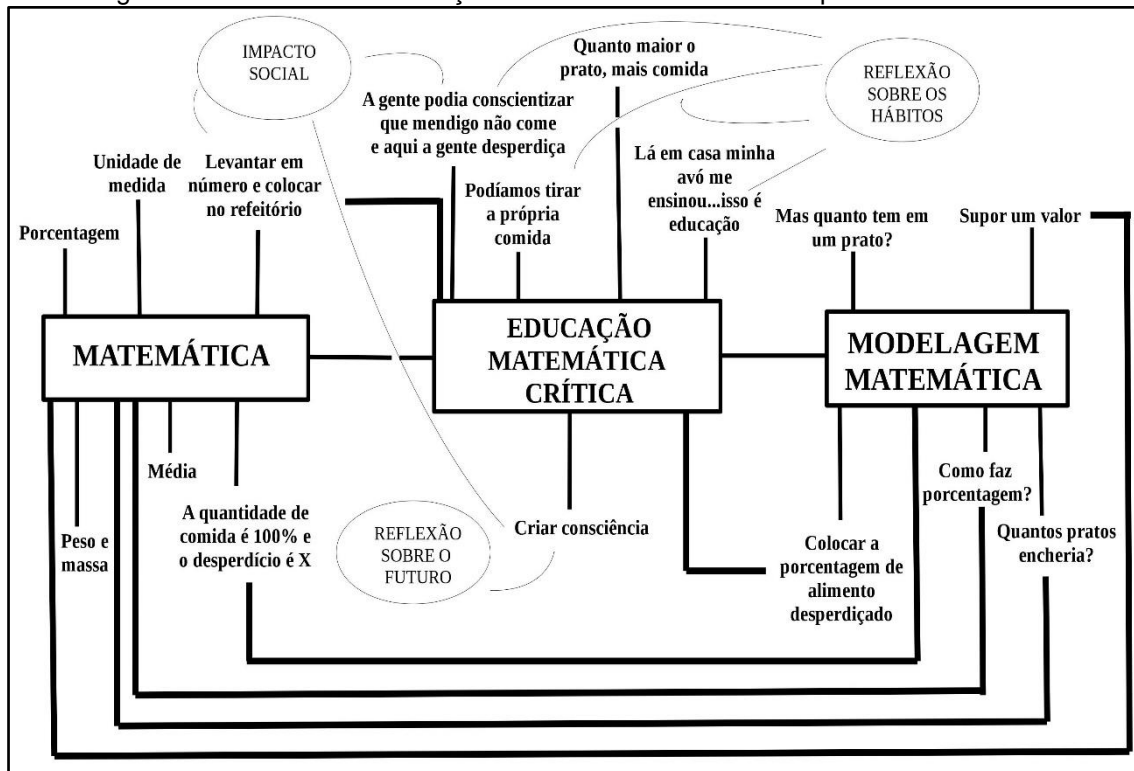 IMPACTO
SOCIAL
Quanto maior o
prato, mais comida
REFLEXÃO
SOBRE OS
HÁBITOS
A gente podia conscientizar
que mendigo não come
e aqui a gente desperdiça
Unidade de
medida
Levantar em
número e colocar
no refeitório
Lá em casa minha
avó me
ensinou...isso é
educação
Podíamos tirar
a própria
comida
Mas quanto tem em
um prato?
Supor um valor
Porcentagem
MATEMÁTICA
EDUCAÇÃO
MATEMÁTICA
CRÍTICA
MODELAGEM
MATEMÁTICA
Peso e
massa
Média
A quantidade de
comida é 100% e
o desperdício é X
REFLEXÃO
SOBRE O
FUTURO
Criar consciência
Colocar a
porcentagem de
alimento
desperdiçado
Como faz
porcentagem?
Quantos pratos
encheria?